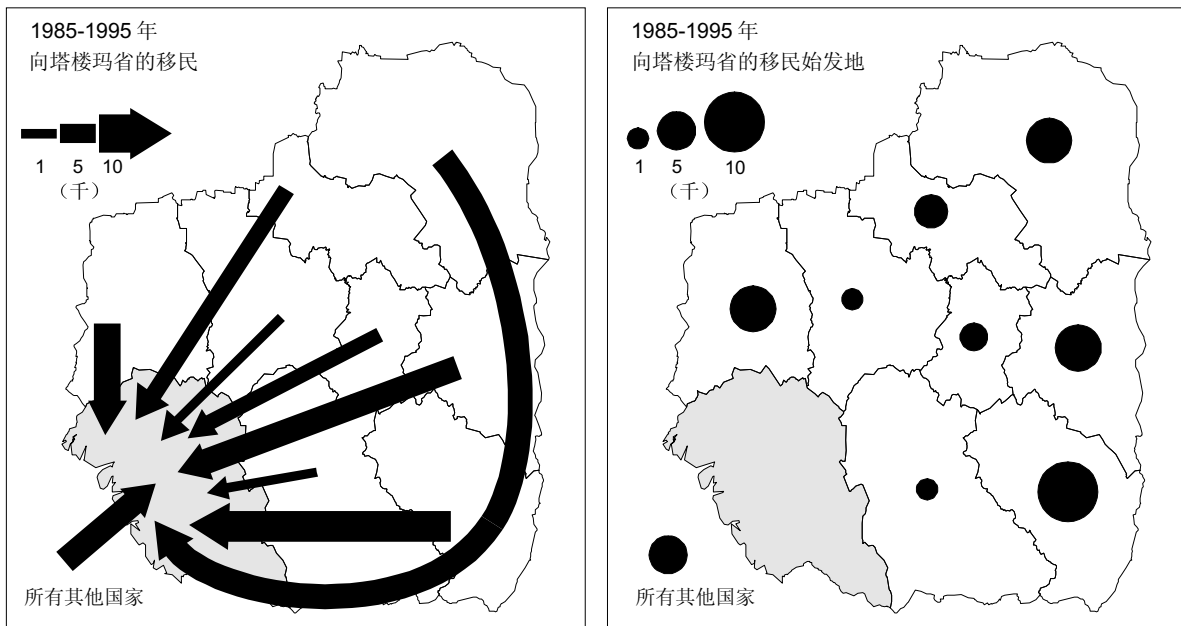 1985-1995 年
向塔楼玛省的移民
1 5 10
（千）
所有其他国家
1985-1995 年
向塔楼玛省的移民始发地
1 5 10
（千）
所有其他国家